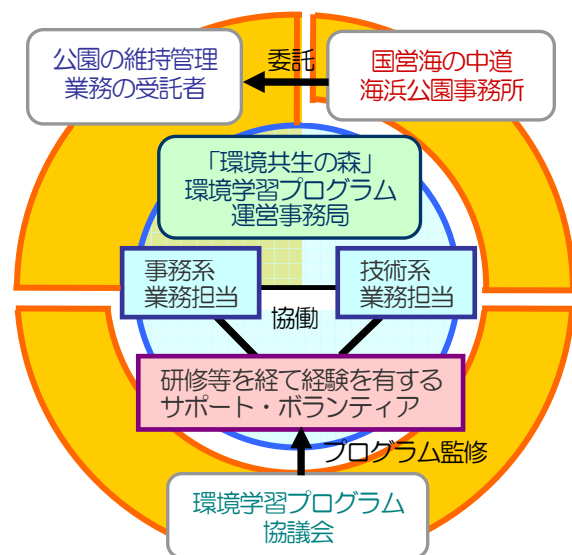 公園の維持管理
業務の受託者
委託
国営海の中道
海浜公園事務所
「環境共生の森」
環境学習プログラム
運営事務局
事務系
業務担当
技術系
業務担当
協働
研修等を経て経験を有する
サポート・ボランティア
プログラム監修
環境学習プログラム
協議会